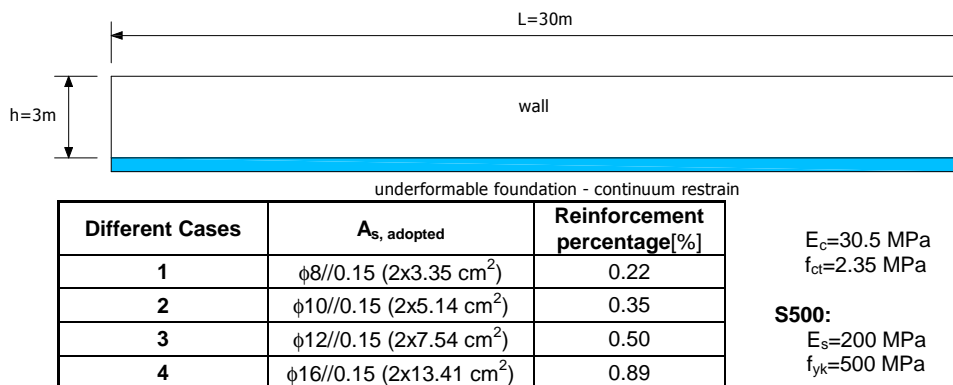 L=30m
h=3m
wall
underformable foundation - continuum restrain
Different Cases As, adopted Reinforcement percentage[%]
1 ϕ8//0.15 (2x3.35 cm²) 0.22
2 ϕ10//0.15 (2x5.14 cm²) 0.35
3 ϕ12//0.15 (2x7.54 cm²) 0.50
4 ϕ16//0.15 (2x13.41 cm²) 0.89
Ec=30.5 MPa
fct=2.35 MPa
S500:
Es=200 MPa
fyk=500 MPa